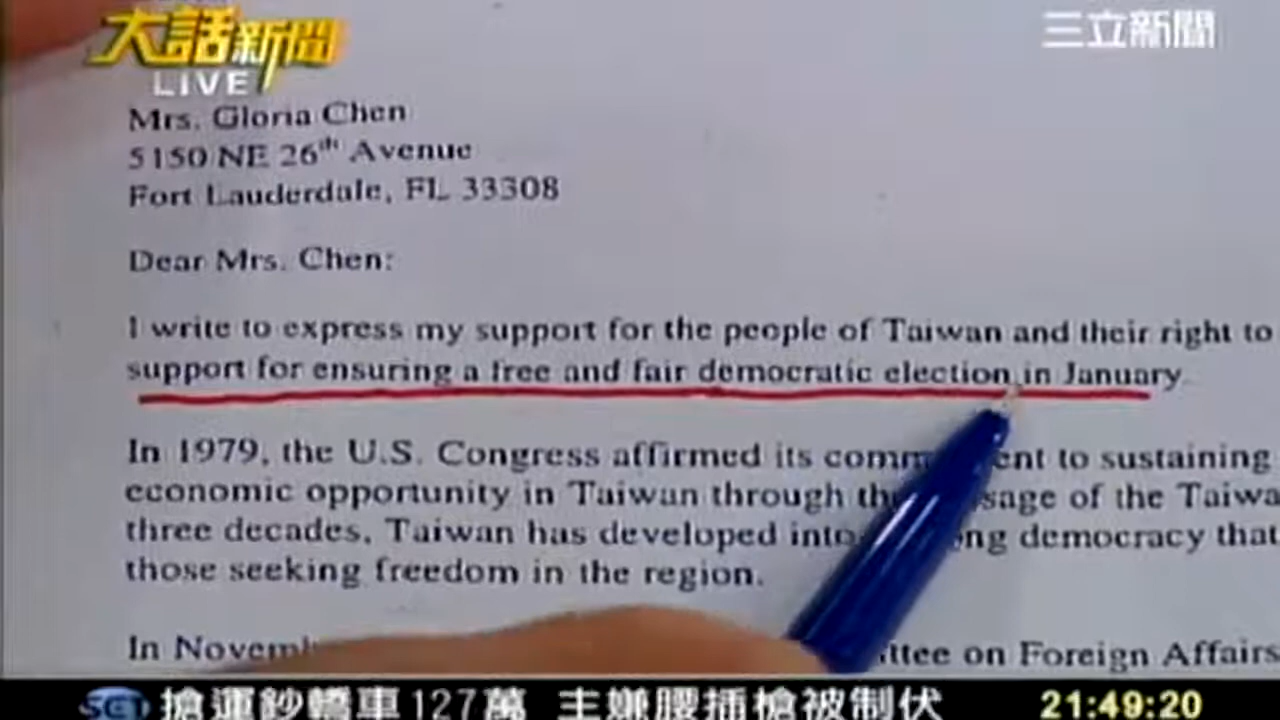 大話新聞
LIVE
三立新聞
Mrs. Gloria Chen
5150 NE 26th Avenue
Fort Lauderdale, FL 33308
Dear Mrs. Chen:
I write to express my support for the people of Taiwan and their right to
support for ensuring a free and fair democratic election in January
In 1979, the U.S. Congress affirmed its comm ent to sustaining
economic opportunity in Taiwan through th sage of the Taiwa
three decades, Taiwan has developed into ng democracy that
those seeking freedom in the region.
In Novemb ttee on Foreign Affairs
SET 搶運鈔轎車127萬 主嫌腰插槍被制伏 21:49:20